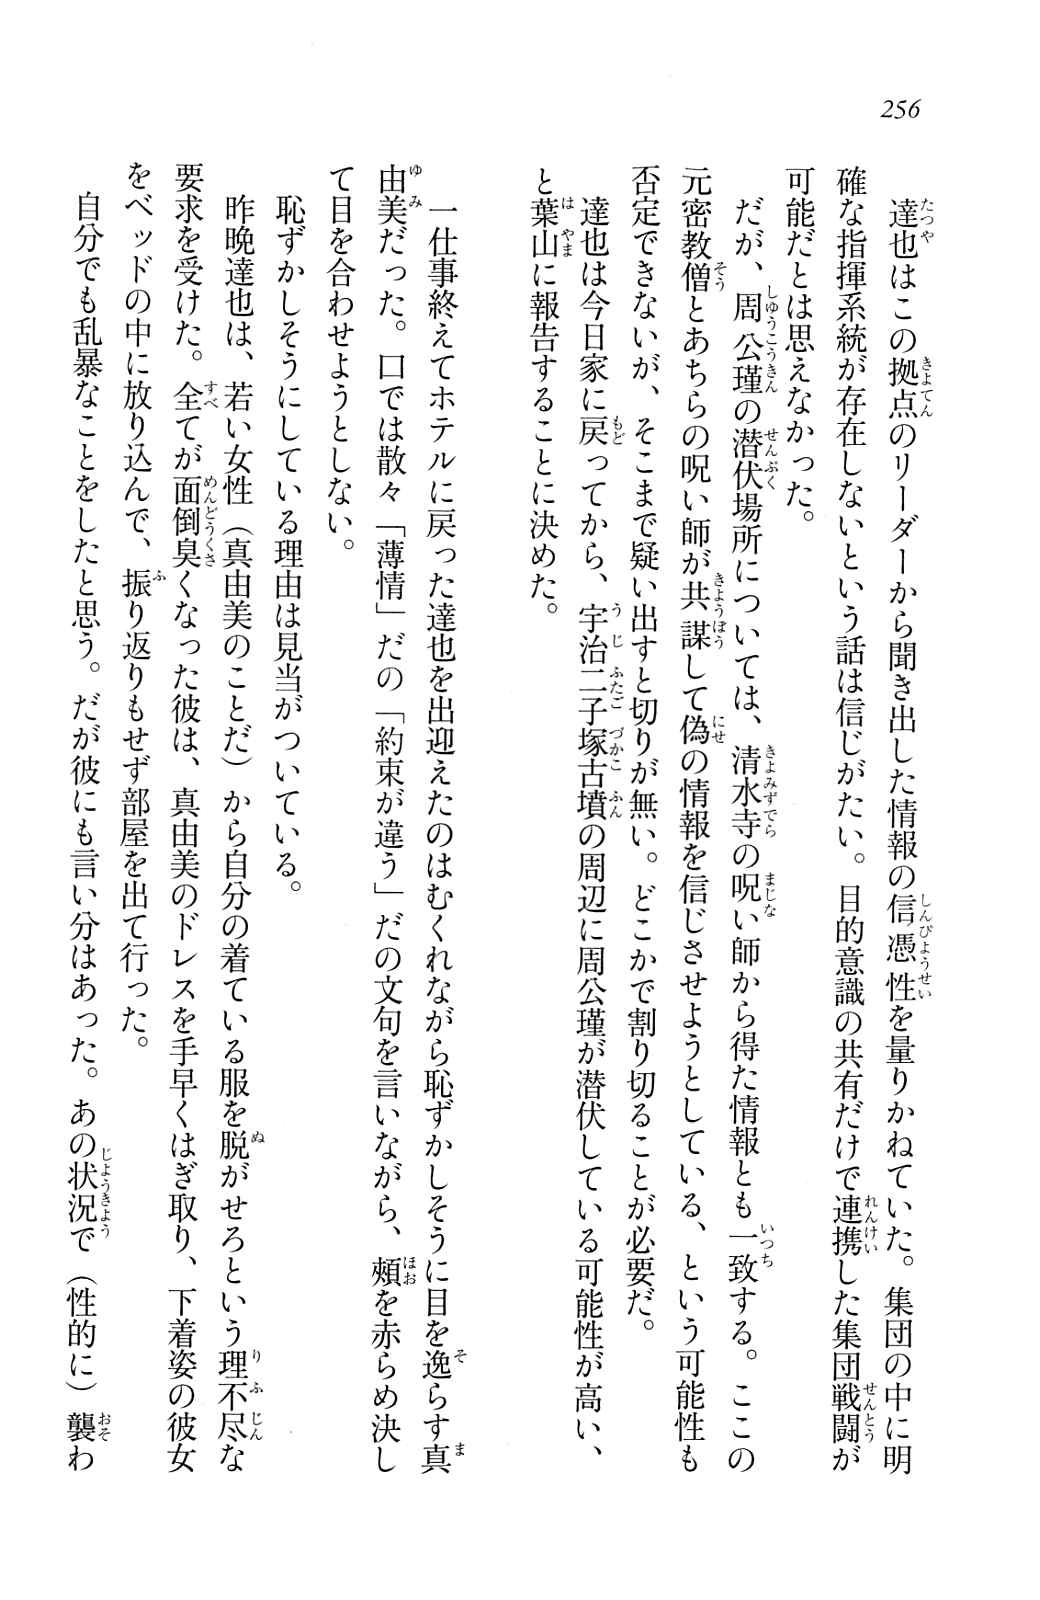 256
達也はこの拠点のリーダーから聞き出した情報の信憑性を量りかねていた。集団の中に明
確な指揮系統が存在しないという話は信じがたい。目的意識の共有だけで連携した集団戦闘が
可能だとは思えなかった。
だが、周公瑾の潜伏場所については、清水寺の呪い師から得た情報とも一致する。ここの
元密教僧とあちらの呪い師が共謀して偽の情報を信じさせようとしている、という可能性も
否定できないが、そこまで疑い出すと切りが無い。どこかで割り切ることが必要だ。
達也は今日家に戻ってから、宇治二子塚古墳の周辺に周公瑾が潜伏している可能性が高い、
と葉山に報告することに決めた。
一仕事終えてホテルに戻った達也を出迎えたのはむくれながら恥ずかしそうに目を逸らす真
由美だった。口では散々「薄情」だの「約束が違う」だの文句を言いながら、頬を赤らめ決し
て目を合わせようとしない。
恥ずかしそうにしている理由は見当がついている。
昨晩達也は、若い女性（真由美のことだ）から自分の着ている服を脱がせろという理不尽な
要求を受けた。全てが面倒臭くなった彼は、真由美のドレスを手早くはぎ取り、下着姿の彼女
をベッドの中に放り込んで、振り返りもせず部屋を出て行った。
自分でも乱暴なことをしたと思う。だが彼にも言い分はあった。あの状況で（性的に）襲わ